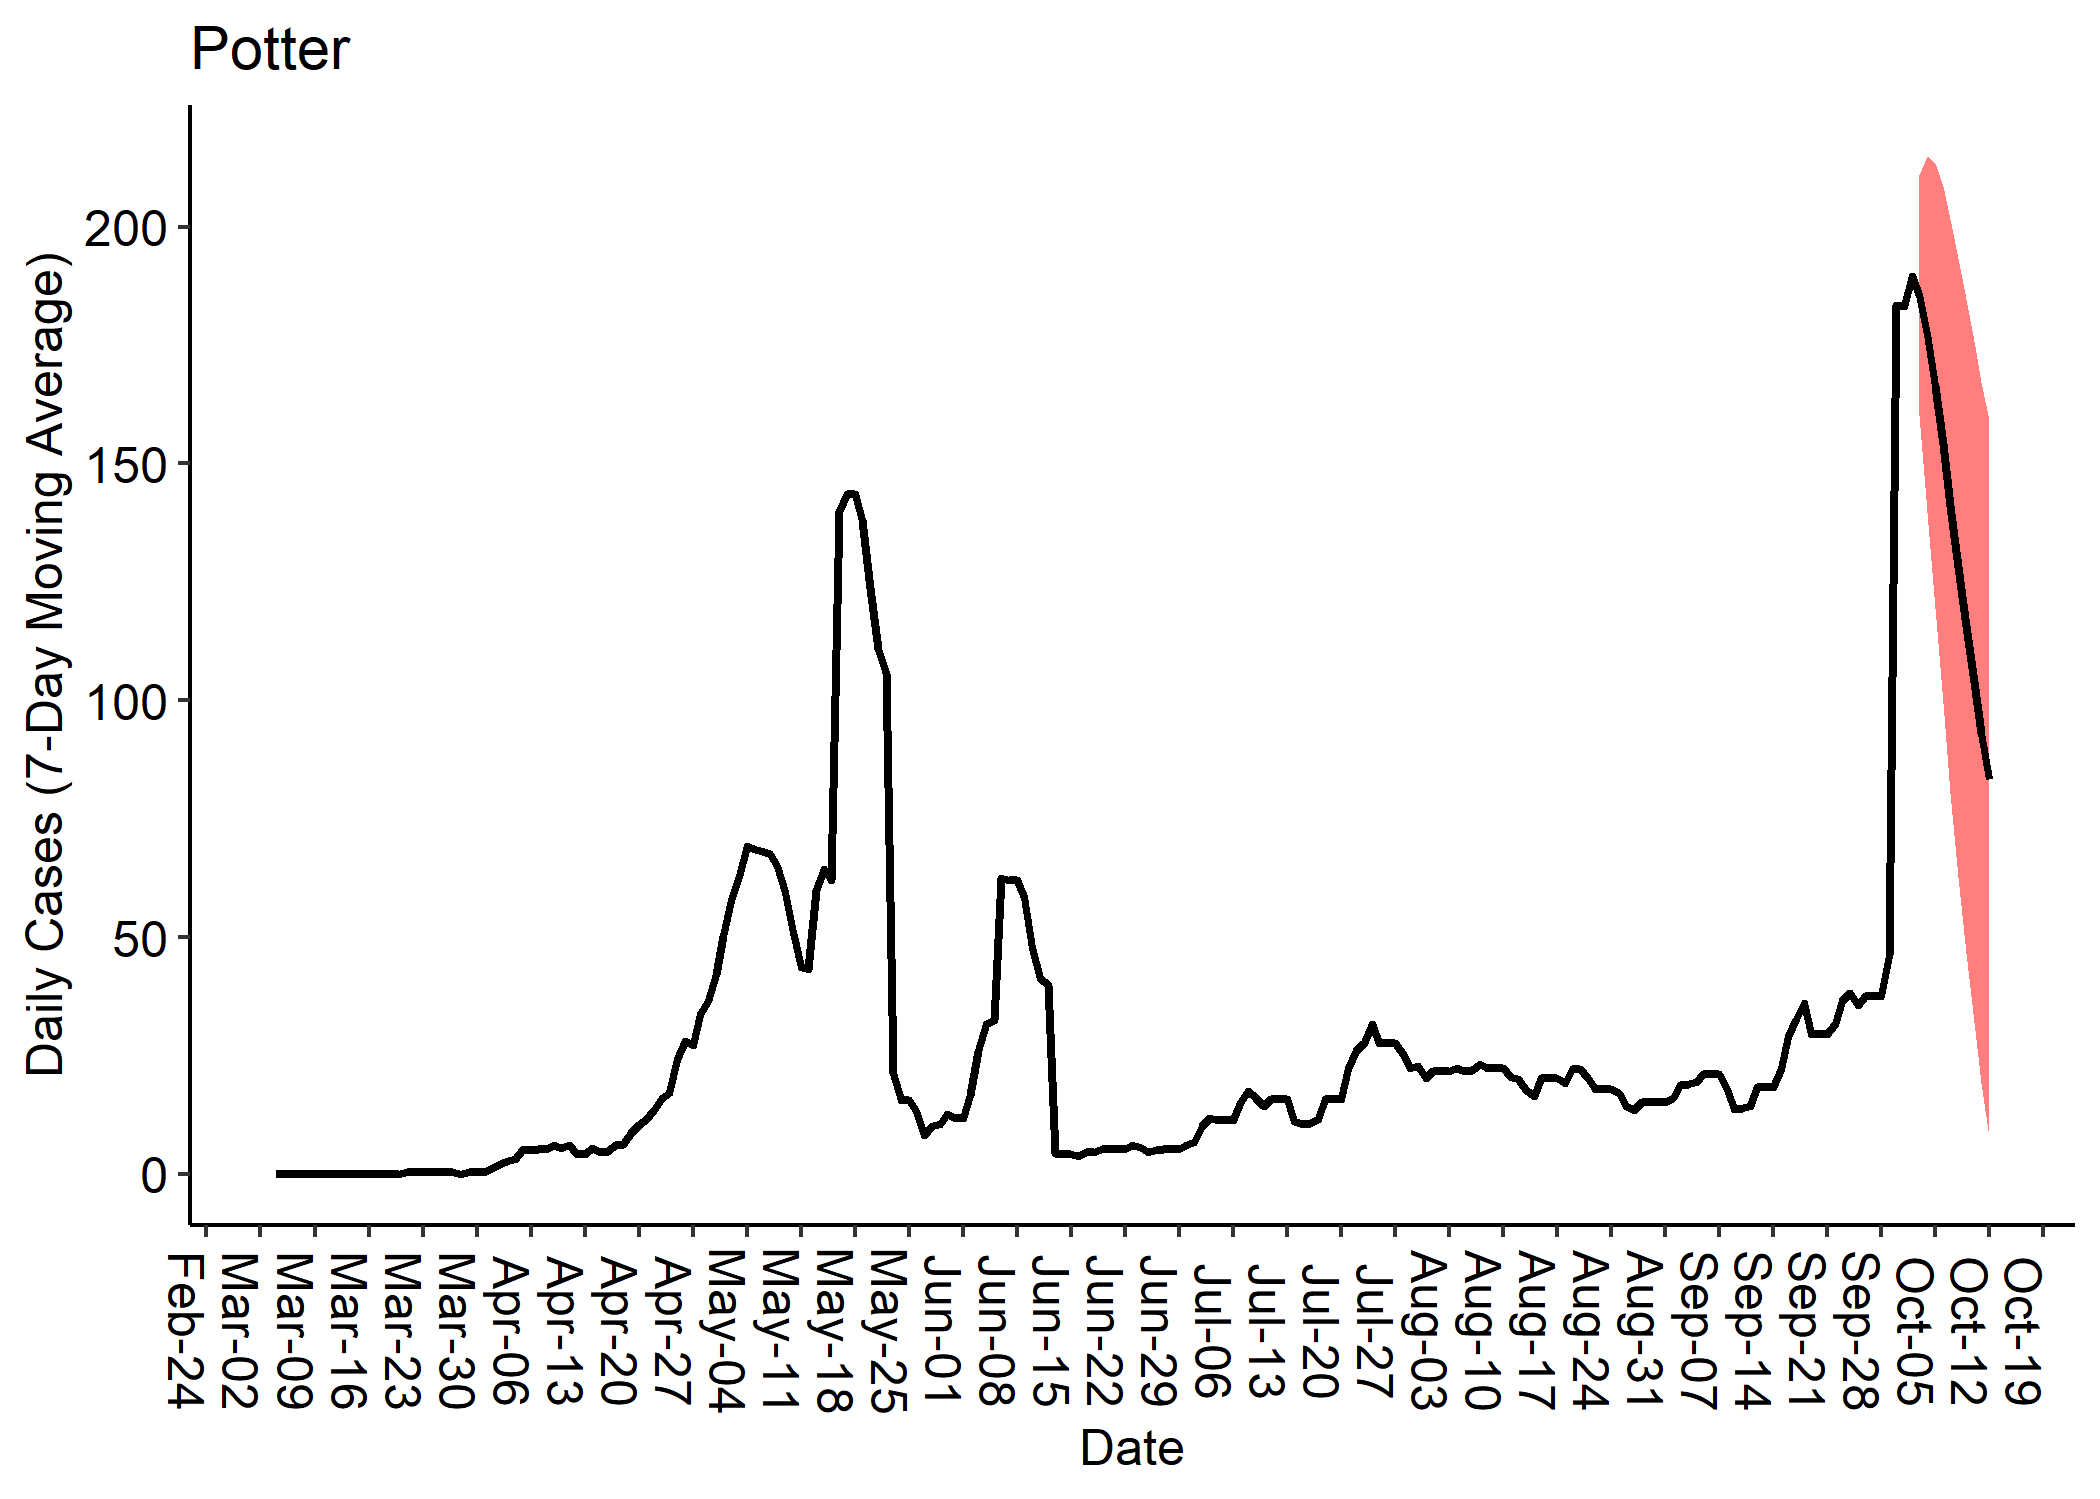 Potter
Daily Cases (7-Day Moving Average)
200
150
100
50
0
Feb-24
Mar-02
Mar-09
Mar-16
Mar-23
Mar-30
Apr-06
Apr-13
Apr-20
Apr-27
May-04
May-11
May-18
May-25
Jun-01
Jun-08
Jun-15
Jun-22
Jun-29
Jul-06
Jul-13
Jul-20
Jul-27
Aug-03
Aug-10
Aug-17
Aug-24
Aug-31
Sep-07
Sep-14
Sep-21
Sep-28
Oct-05
Oct-12
Oct-19
Date